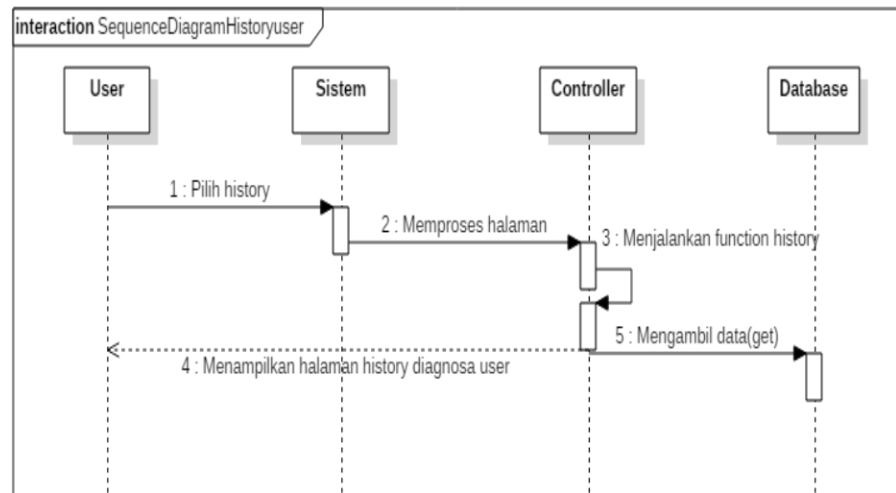 interaction SequenceDiagramHistoryuser
User
Sistem
Controller
Database
1 : Pilih history
2 : Memproses halaman
3 : Menjalankan function history
5 : Mengambil data(get)
4 : Menampilkan halaman history diagnosa user